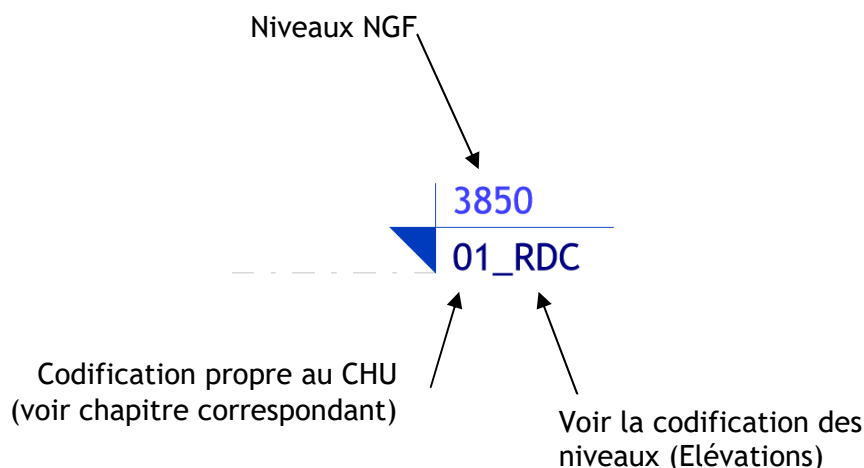 Niveaux NGF
3850
01_RDC
Codification propre au CHU
(voir chapitre correspondant)
Voir la codification des
niveaux (Elévations)